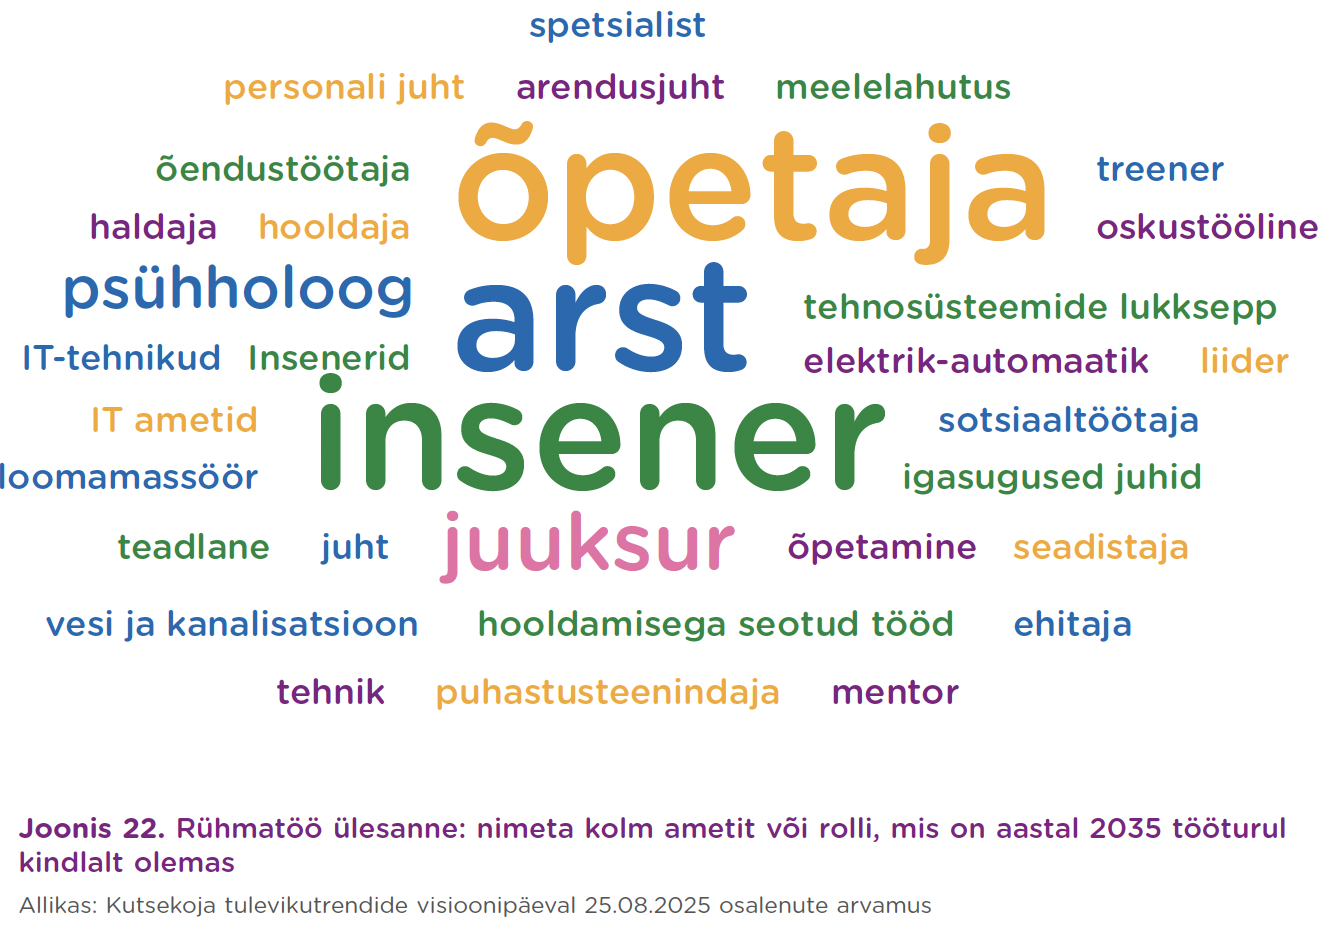 spetsialist
personali juht arendusjuht meelelahutus
õendustöötaja õpetaja treener
haldaja hooldaja oskustööline
psühholoog arst tehnosüsteemide lukksepp
IT-tehnikud Insenerid elektrik-automaatik liider
IT ametid insener sotsiaaltöötaja
loomamassöör igasugused juhid
teadlane juht juuksur õpetamine seadistaja
vesi ja kanalisatsioon hooldamisega seotud tööd ehitaja
tehnik puhastusteenindaja mentor
Joonis 22. Rühmatöö ülesanne: nimeta kolm ametit või rolli, mis on aastal 2035 tööturul
kindlalt olemas
Allikas: Kutsekoja tulevikutrendide visioonipäeval 25.08.2025 osalenute arvamus